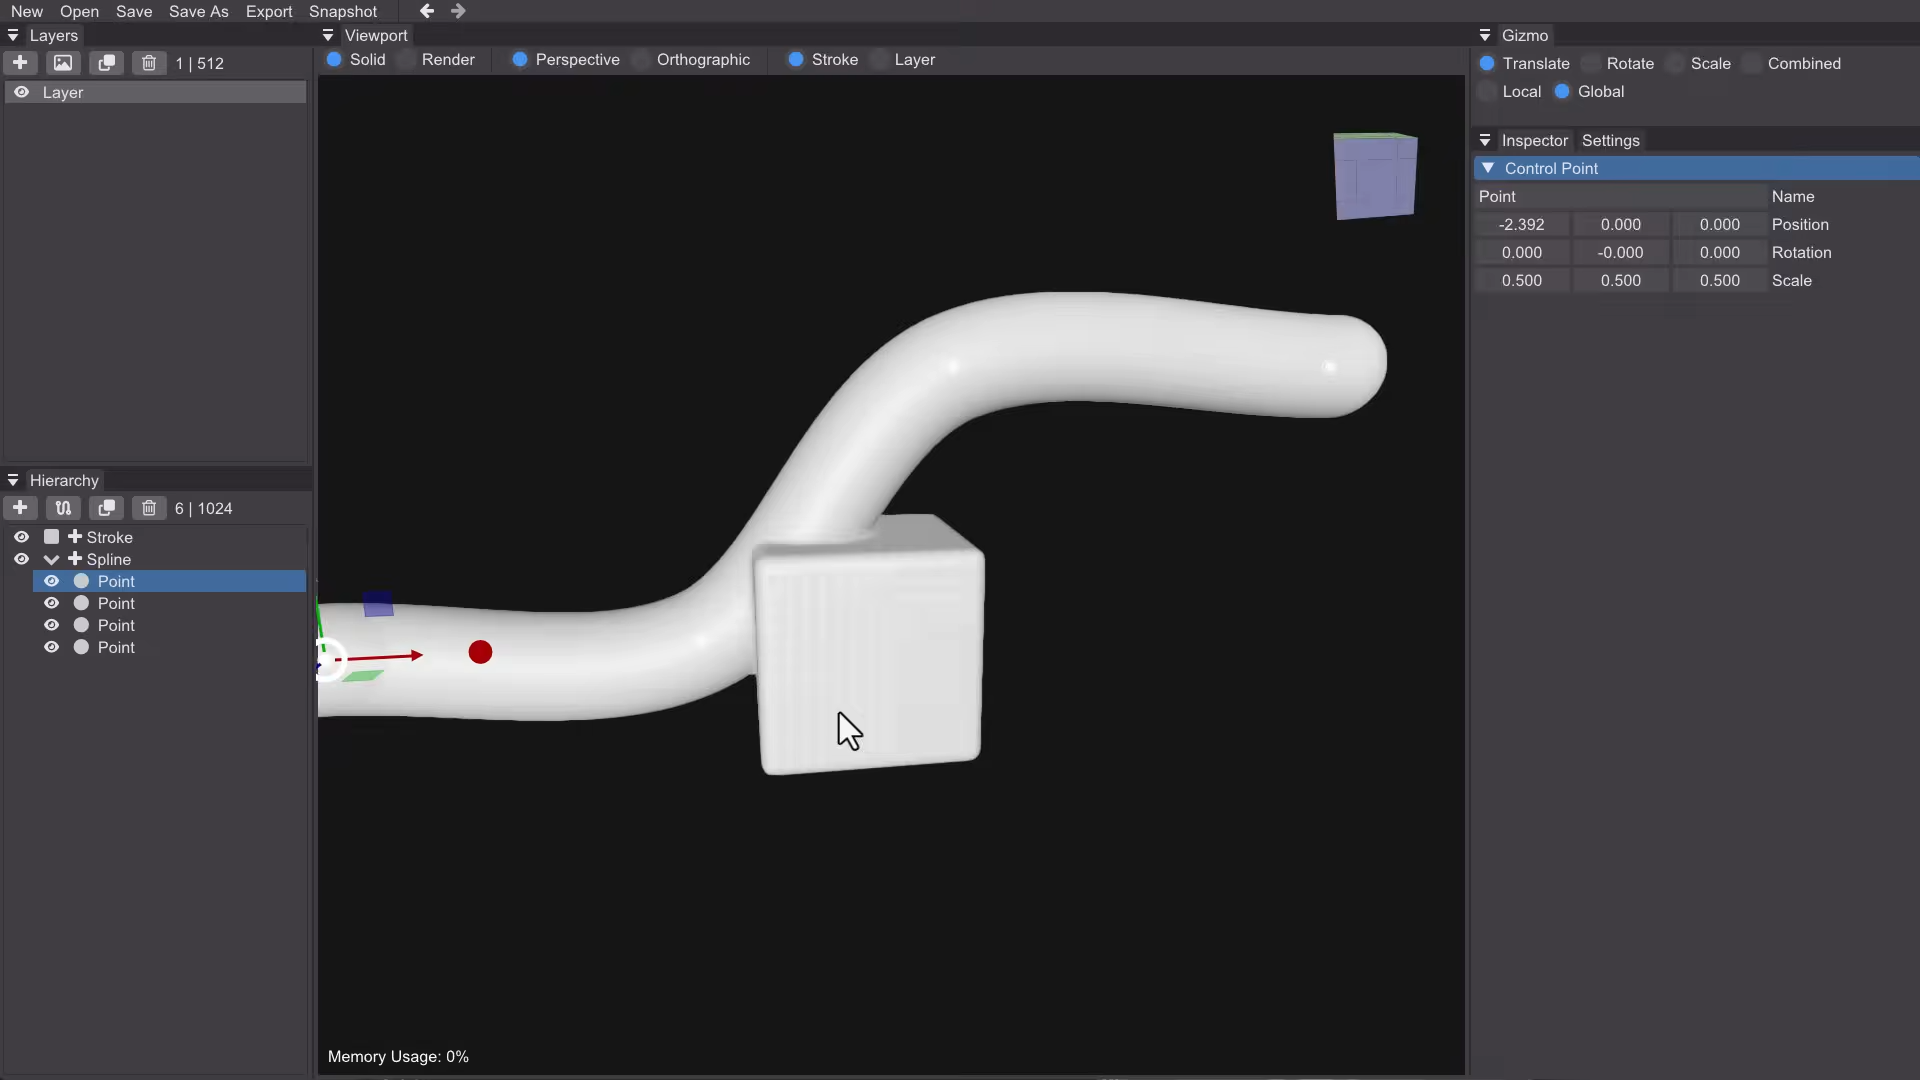 New Open Save Save As Export Snapshot
Layers
1 | 512
Layer
Hierarchy
6 | 1024
Stroke
Spline
Point
Point
Point
Point
Viewport
Solid Render Perspective Orthographic Stroke Layer
Memory Usage: 0%
Gizmo
Translate Rotate Scale Combined
Local Global
Inspector Settings
Control Point
Point Name
-2.392 0.000 0.000 Position
0.000 -0.000 0.000 Rotation
0.500 0.500 0.500 Scale